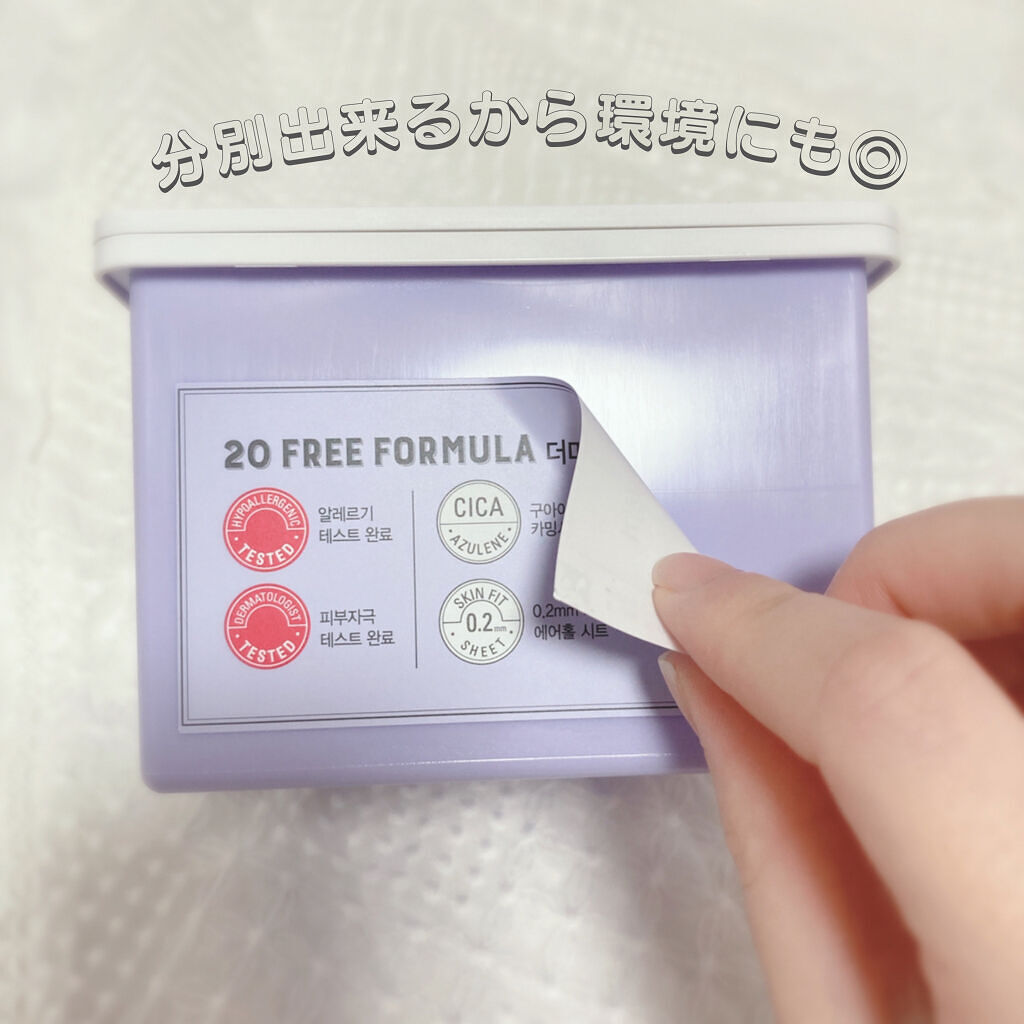 分別出来るから環境にも◎
20 FREE FORMULA
HYPOALLERGENIC
TESTED
알레르기
테스트 완료
CICA
AZULENE
DERMATOLOGIST
TESTED
피부자극
테스트 완료
SKIN FIT
0.2mm
SHEET
0.2mm
에어홀 시트